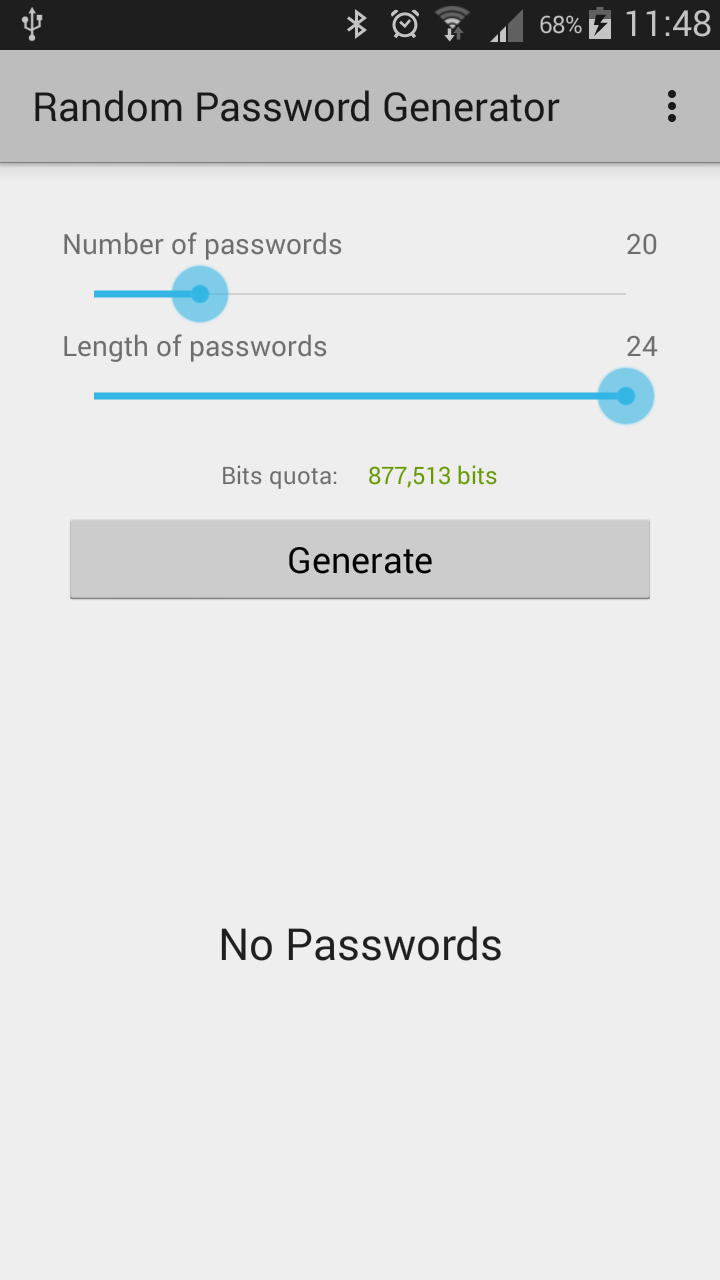 68% 11:48
Random Password Generator
Number of passwords 20
Length of passwords 24
Bits quota: 877,513 bits
Generate
No Passwords